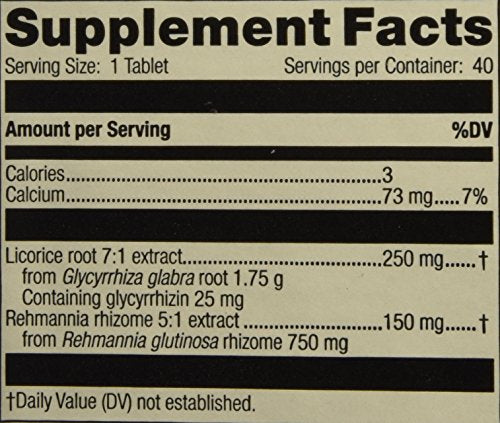 Supplement Facts
Serving Size: 1 Tablet Servings per Container: 40
Amount per Serving %DV
Calories.................................................................3
Calcium.................................................................73 mg.....7%
Licorice root 7:1 extract........................................250 mg......†
from Glycyrrhiza glabra root 1.75 g
Containing glycyrrhizin 25 mg
Rehmannia rhizome 5:1 extract ............................150 mg......†
from Rehmannia glutinosa rhizome 750 mg
†Daily Value (DV) not established.